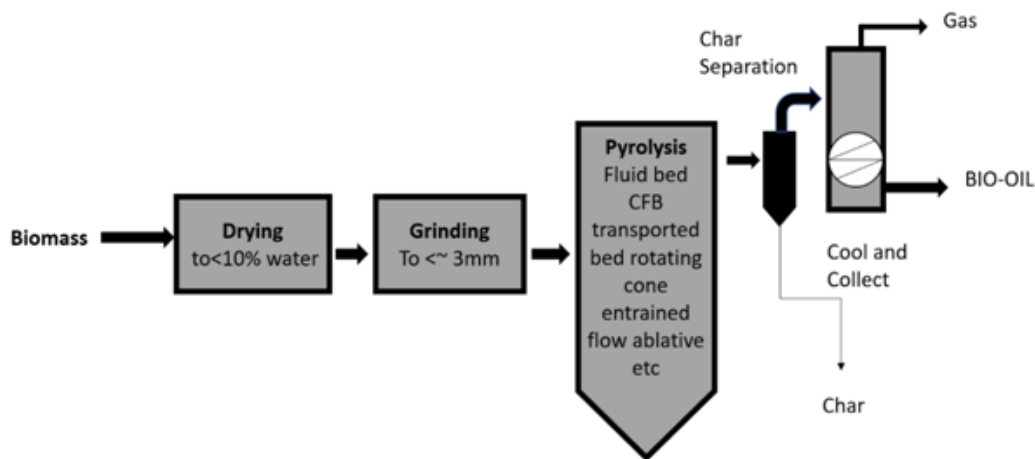 Biomass
Drying
to<10% water
Grinding
To <~ 3mm
Pyrolysis
Fluid bed
CFB
transported
bed rotating
cone
entrained
flow ablative
etc
Char
Separation
Gas
BIO-OIL
Cool and
Collect
Char